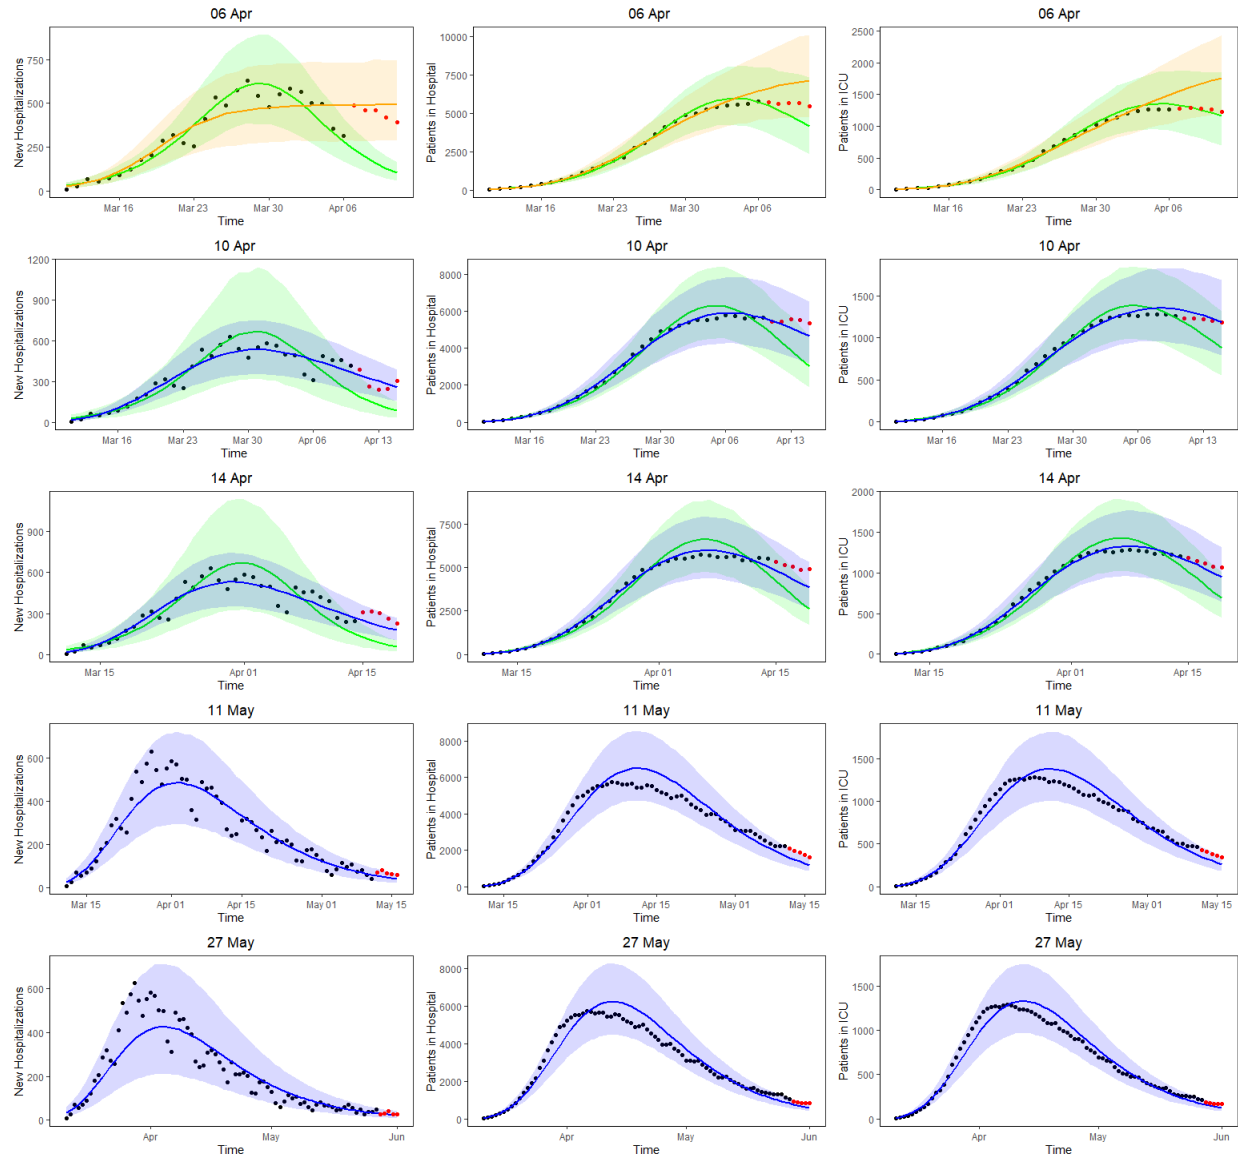 06 Apr
New Hospitalizations
750
500
250
0
Mar 16
Mar 23
Mar 30
Apr 06
Time
06 Apr
Patients in Hospital
10000
7500
5000
2500
0
Mar 16
Mar 23
Mar 30
Apr 06
Time
06 Apr
Patients in ICU
2500
2000
1500
1000
500
0
Mar 16
Mar 23
Mar 30
Apr 06
Time
10 Apr
New Hospitalizations
1200
900
600
300
0
Mar 16
Mar 23
Mar 30
Apr 06
Apr 13
Time
10 Apr
Patients in Hospital
8000
6000
4000
2000
0
Mar 16
Mar 23
Mar 30
Apr 06
Apr 13
Time
10 Apr
Patients in ICU
1500
1000
500
0
Mar 16
Mar 23
Mar 30
Apr 06
Apr 13
Time
14 Apr
New Hospitalizations
900
600
300
0
Mar 15
Apr 01
Apr 15
Time
14 Apr
Patients in Hospital
7500
5000
2500
0
Mar 15
Apr 01
Apr 15
Time
14 Apr
Patients in ICU
2000
1500
1000
500
0
Mar 15
Apr 01
Apr 15
Time
11 May
New Hospitalizations
600
400
200
0
Mar 15
Apr 01
Apr 15
May 01
May 15
Time
11 May
Patients in Hospital
8000
6000
4000
2000
0
Mar 15
Apr 01
Apr 15
May 01
May 15
Time
11 May
Patients in ICU
1500
1000
500
0
Mar 15
Apr 01
Apr 15
May 01
May 15
Time
27 May
New Hospitalizations
600
400
200
0
Apr
May
Jun
Time
27 May
Patients in Hospital
8000
6000
4000
2000
0
Apr
May
Jun
Time
27 May
Patients in ICU
1500
1000
500
0
Apr
May
Jun
Time